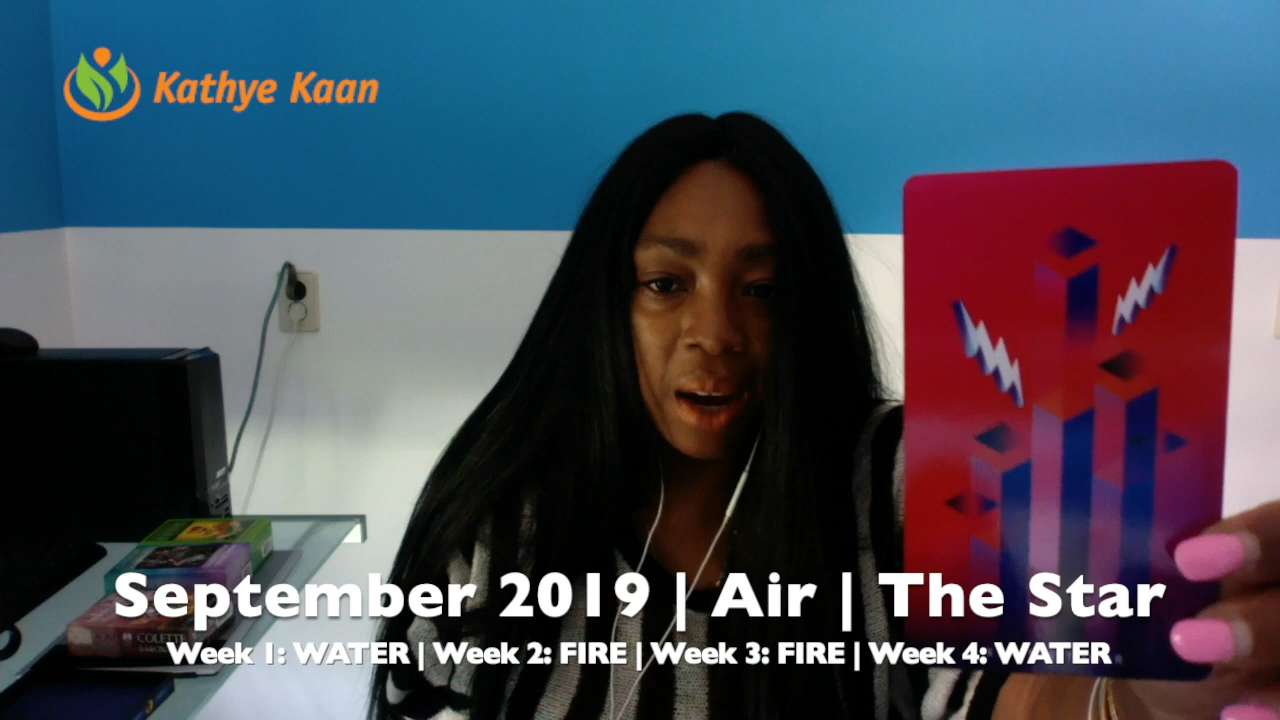 Kathye Kaan
September 2019 | Air | The Star
Week 1: WATER | Week 2: FIRE | Week 3: FIRE | Week 4: WATER
COLETTE